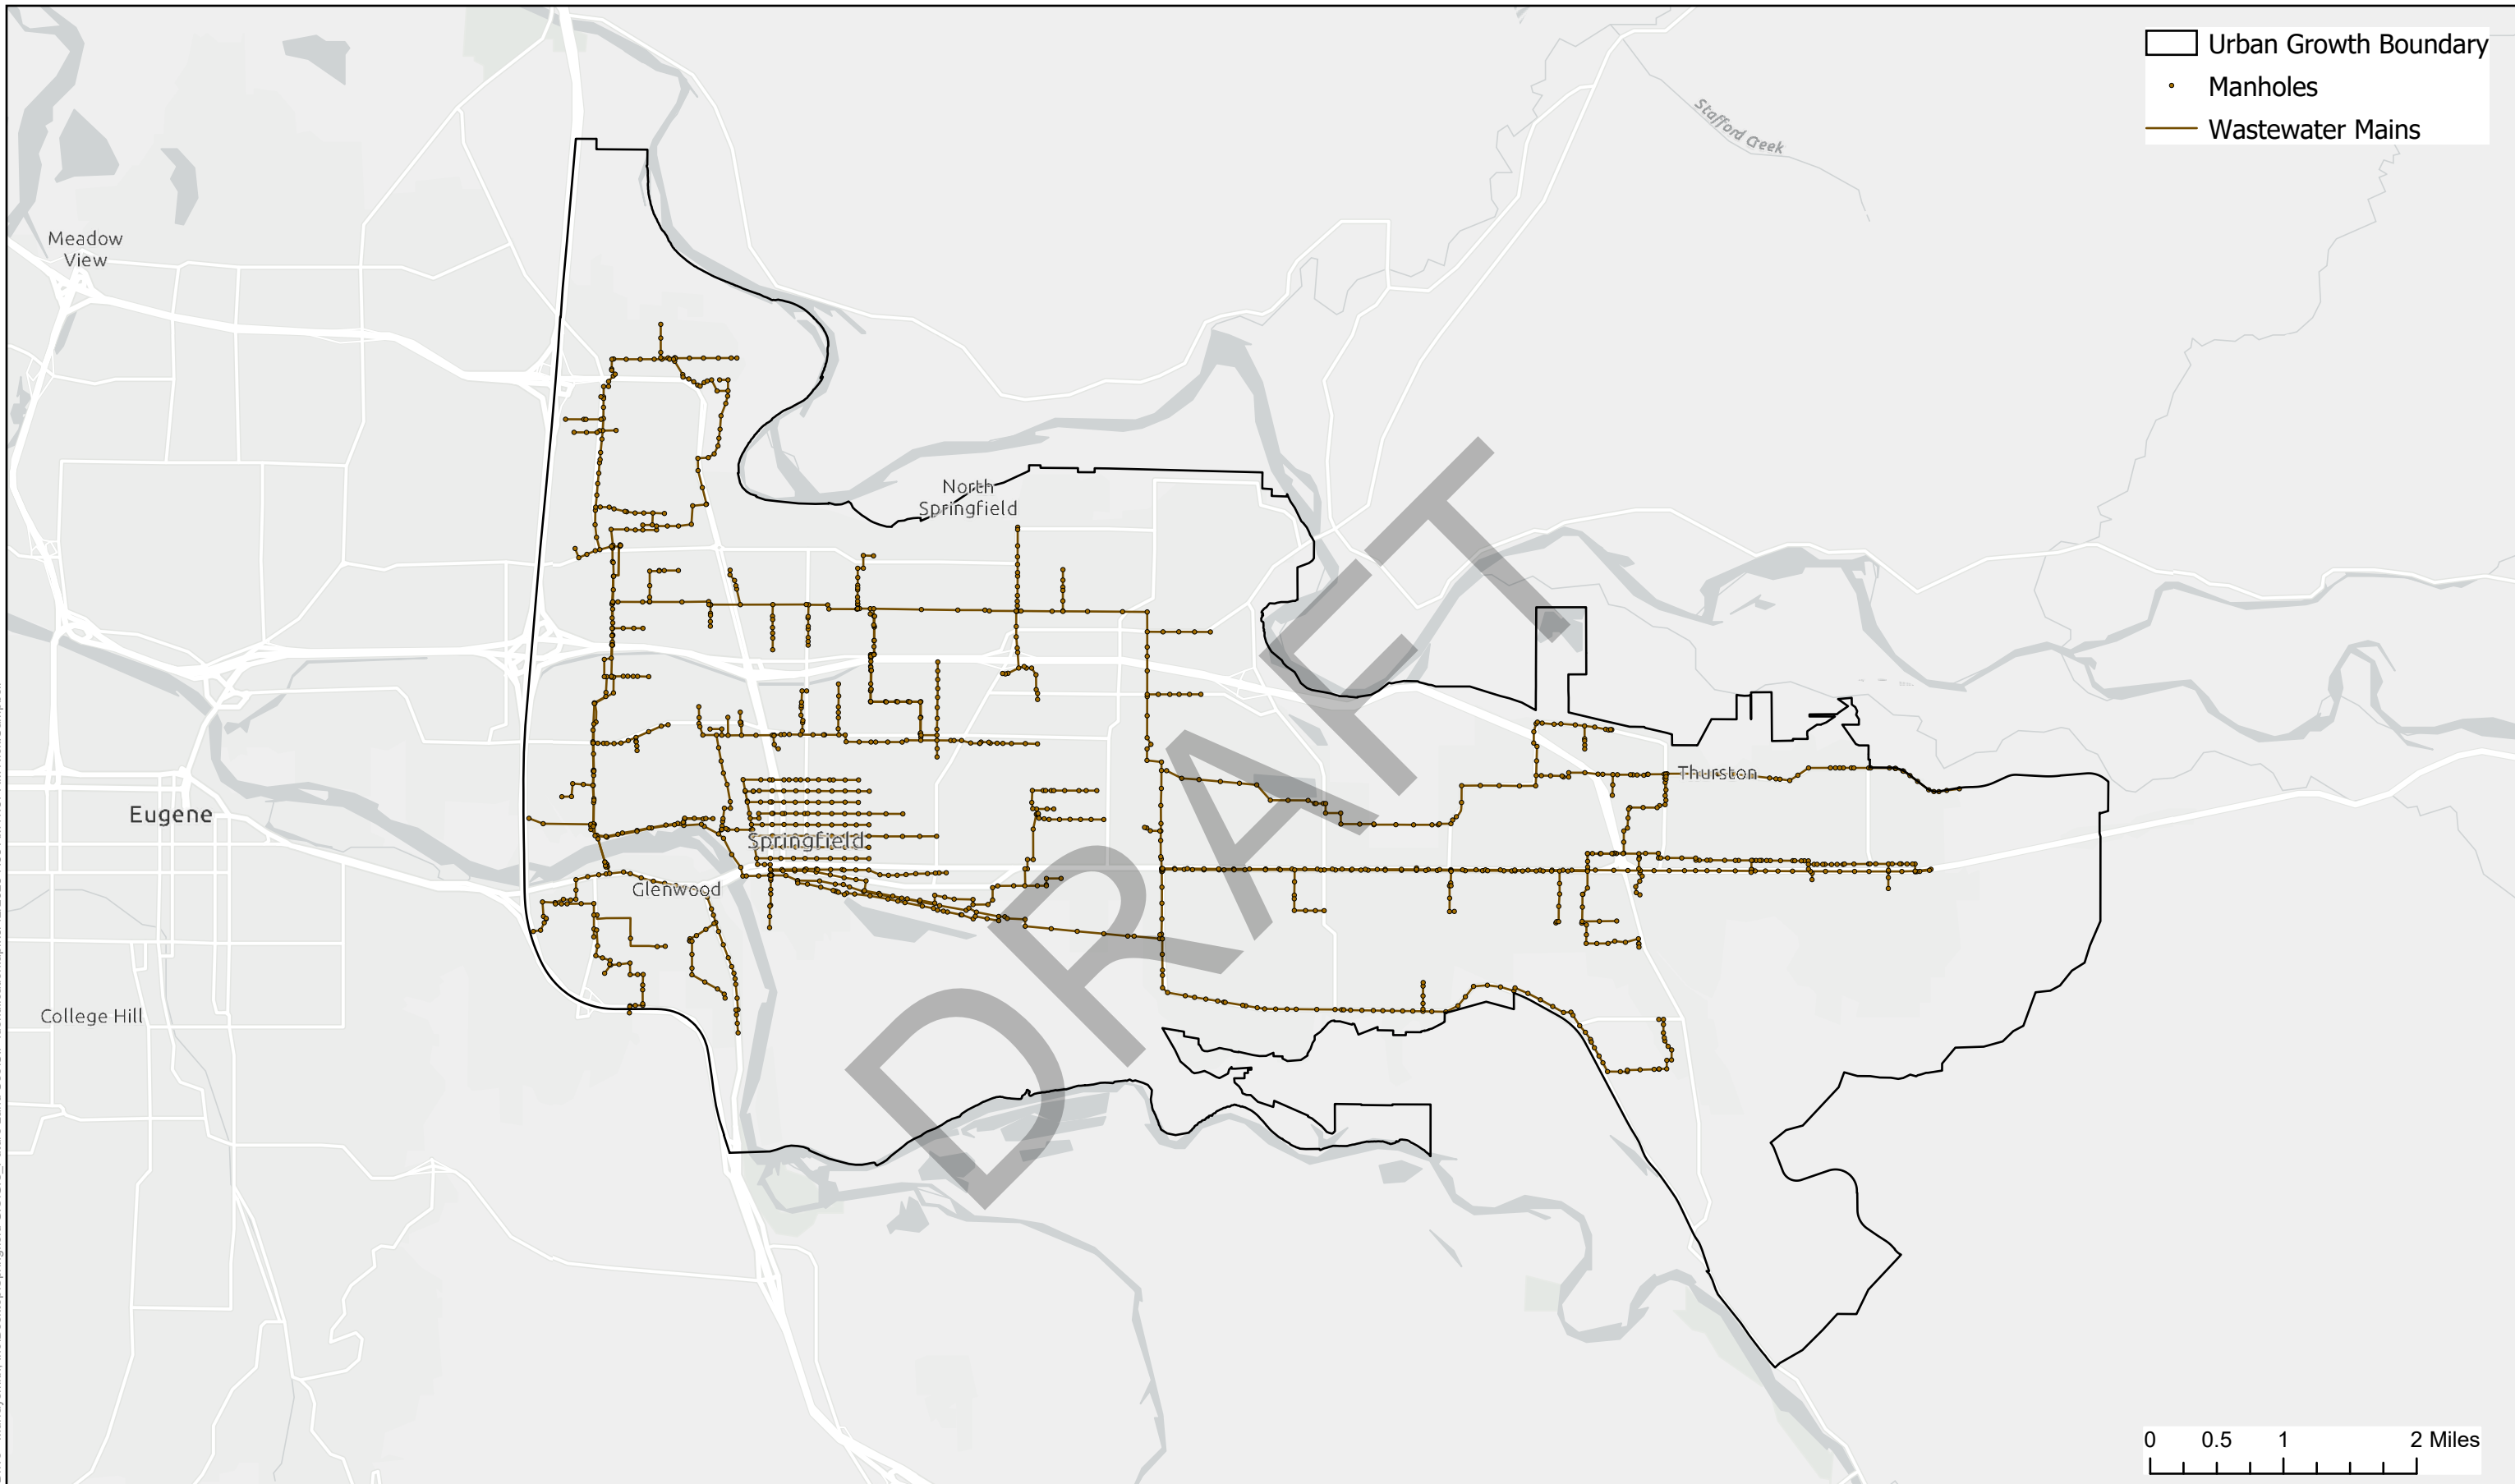 Urban Growth Boundary
Manholes
Wastewater Mains
Stafford Creek
Meadow
View
North
Springfield
Thurston
Eugene
Springfield
Glenwood
College Hill
DRAFT
0 0.5 1 2 Miles